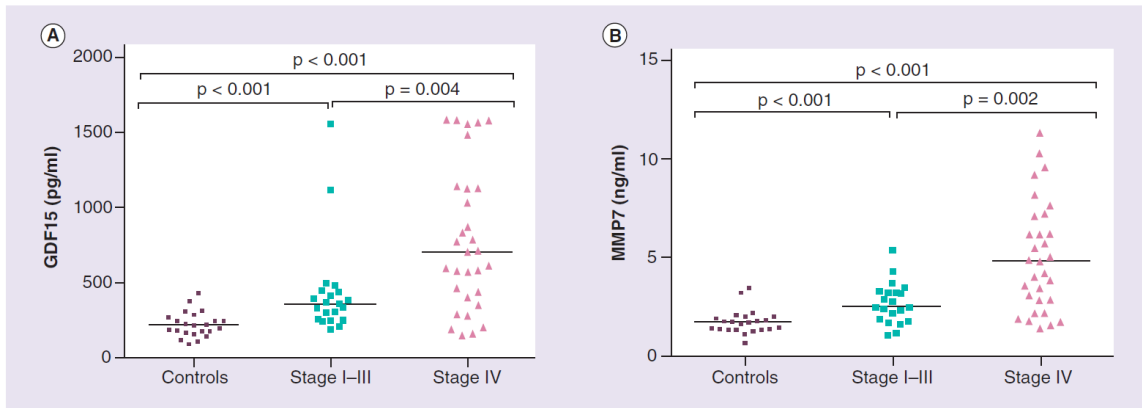 A
2000
1500
1000
500
0
GDF15 (pg/ml)
p < 0.001
p < 0.001
p = 0.004
Controls
Stage I–III
Stage IV
B
15
10
5
0
MMP7 (ng/ml)
p < 0.001
p < 0.001
p = 0.002
Controls
Stage I–III
Stage IV